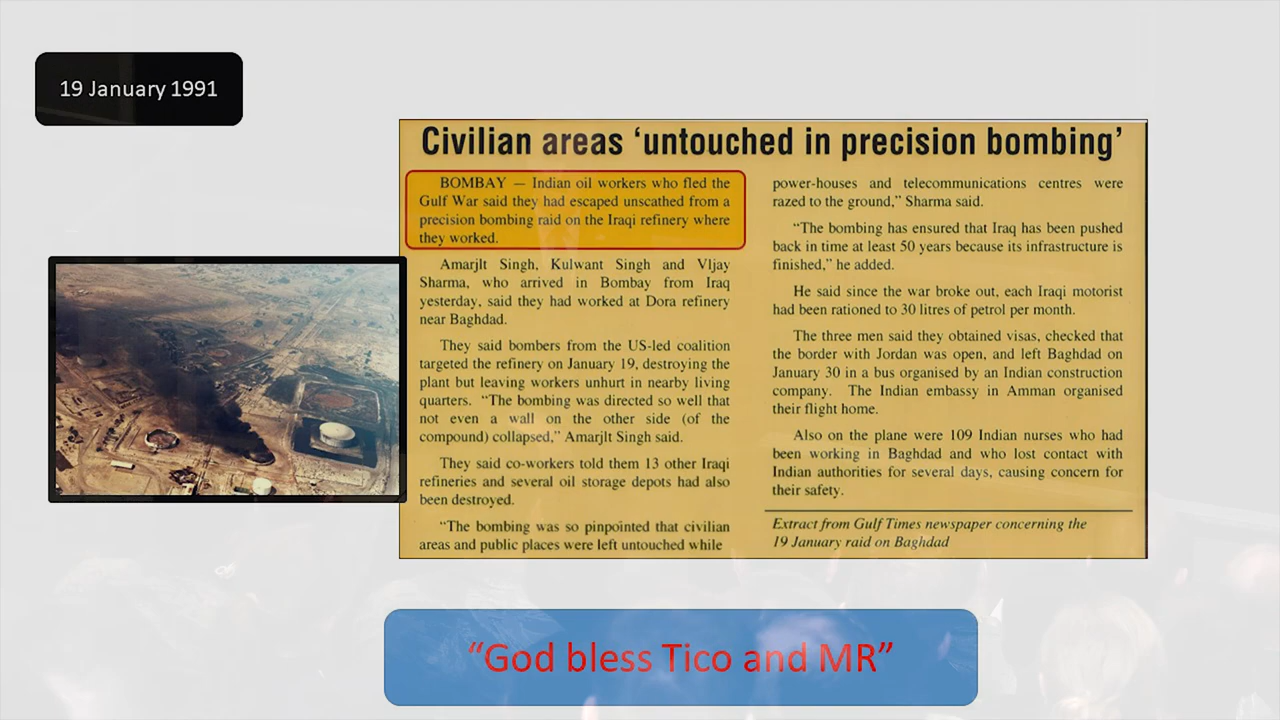 19 January 1991
Civilian areas ‘untouched in precision bombing’
BOMBAY — Indian oil workers who fled the
Gulf War said they had escaped unscathed from a
precision bombing raid on the Iraqi refinery where
they worked.
Amarjlt Singh, Kulwant Singh and Vljay
Sharma, who arrived in Bombay from Iraq
yesterday, said they had worked at Dora refinery
near Baghdad.
They said bombers from the US-led coalition
targeted the refinery on January 19, destroying the
plant but leaving workers unhurt in nearby living
quarters. “The bombing was directed so well that
not even a wall on the other side (of the
compound) collapsed,” Amarjlt Singh said.
They said co-workers told them 13 other Iraqi
refineries and several oil storage depots had also
been destroyed.
“The bombing was so pinpointed that civilian
areas and public places were left untouched while
power-houses and telecommunications centres were
razed to the ground,” Sharma said.
“The bombing has ensured that Iraq has been pushed
back in time at least 50 years because its infrastructure is
finished,” he added.
He said since the war broke out, each Iraqi motorist
had been rationed to 30 litres of petrol per month.
The three men said they obtained visas, checked that
the border with Jordan was open, and left Baghdad on
January 30 in a bus organised by an Indian construction
company. The Indian embassy in Amman organised
their flight home.
Also on the plane were 109 Indian nurses who had
been working in Baghdad and who lost contact with
Indian authorities for several days, causing concern for
their safety.
Extract from Gulf Times newspaper concerning the
19 January raid on Baghdad
“God bless Tico and MR”